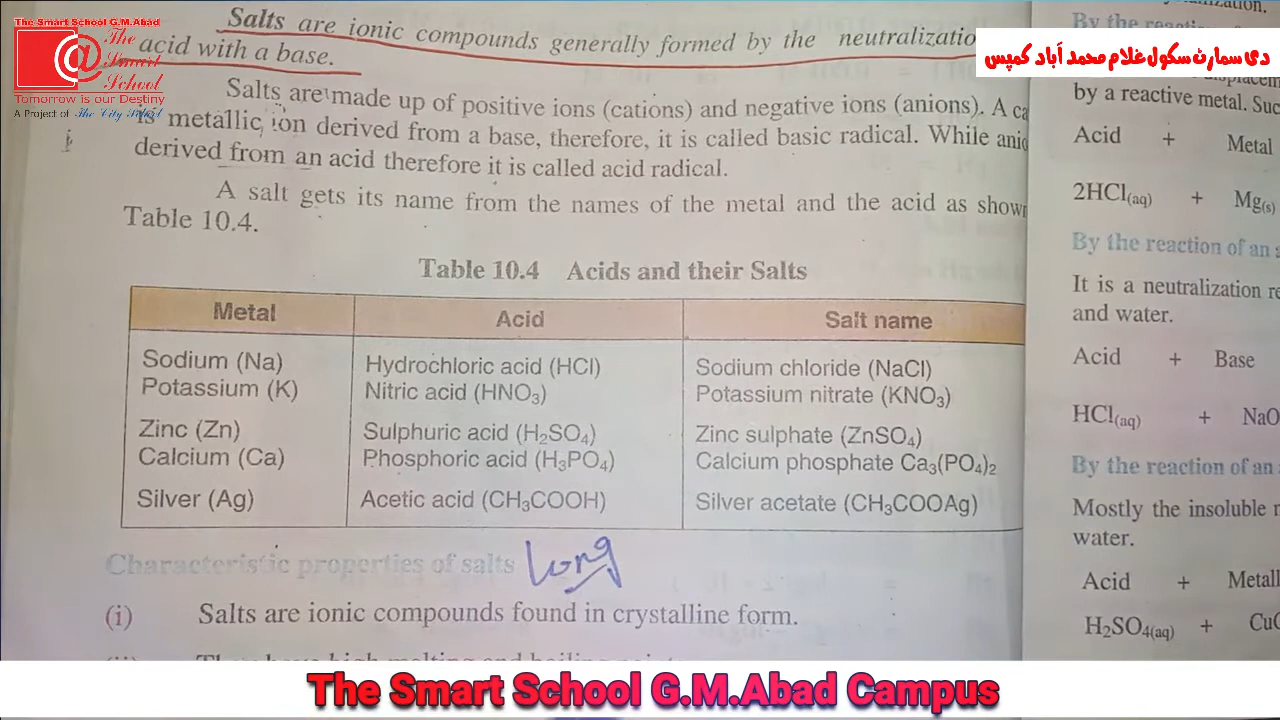 The Smart School G.M.Abad
The
Smart
School
Tomorrow is our Destiny
A Project of The City School
دی سمارٹ سکول غلام محمد آباد کمپس
Salts are ionic compounds generally formed by the neutralizatio
acid with a base.
Salts are made up of positive ions (cations) and negative ions (anions). A ca
is metallic ion derived from a base, therefore, it is called basic radical. While anio
derived from an acid therefore it is called acid radical.
A salt gets its name from the names of the metal and the acid as shown
Table 10.4.
Table 10.4 Acids and their Salts
Metal Acid Salt name
Sodium (Na) Hydrochloric acid (HCl) Sodium chloride (NaCl)
Potassium (K) Nitric acid (HNO₃) Potassium nitrate (KNO₃)
Zinc (Zn) Sulphuric acid (H₂SO₄) Zinc sulphate (ZnSO₄)
Calcium (Ca) Phosphoric acid (H₃PO₄) Calcium phosphate Ca₃(PO₄)₂
Silver (Ag) Acetic acid (CH₃COOH) Silver acetate (CH₃COOAg)
Characteristic properties of salts long
(i) Salts are ionic compounds found in crystalline form.
By the
by a reactive metal. Suc
Acid + Metal
2HCl(aq) + Mg(s)
By the reaction of an a
It is a neutralization re
and water.
Acid + Base
HCl(aq) + NaO
By the reaction of an
Mostly the insoluble
water.
Acid + Metall
H₂SO₄(aq) + CuO
The Smart School G.M.Abad Campus